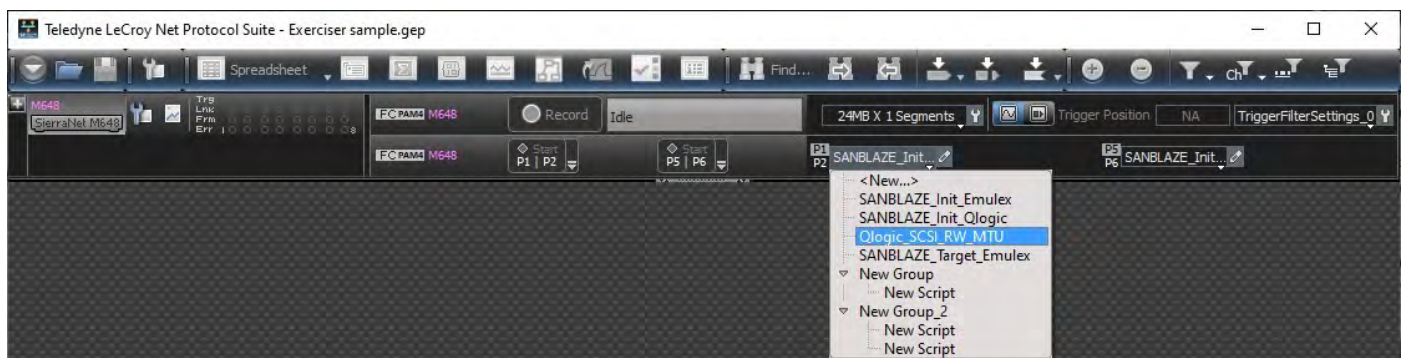 Teledyne LeCroy Net Protocol Suite - Exerciser sample.gep
Spreadsheet
Find...
M648
SierraNet M648
Trg
Lnk
Frm
Err
FC PAM4 M648
Record
Idle
24MB X 1 Segments
Trigger Position
NA
TriggerFilterSettings_0
FC PAM4 M648
Start
P1 | P2
Start
P5 | P6
P1
P2
SANBLAZE_Init...
P5
P6
SANBLAZE_Init...
<New...>
SANBLAZE_Init_Emulex
SANBLAZE_Init_Qlogic
Qlogic_SCSI_RW_MTU
SANBLAZE_Target_Emulex
New Group
New Script
New Group_2
New Script
New Script